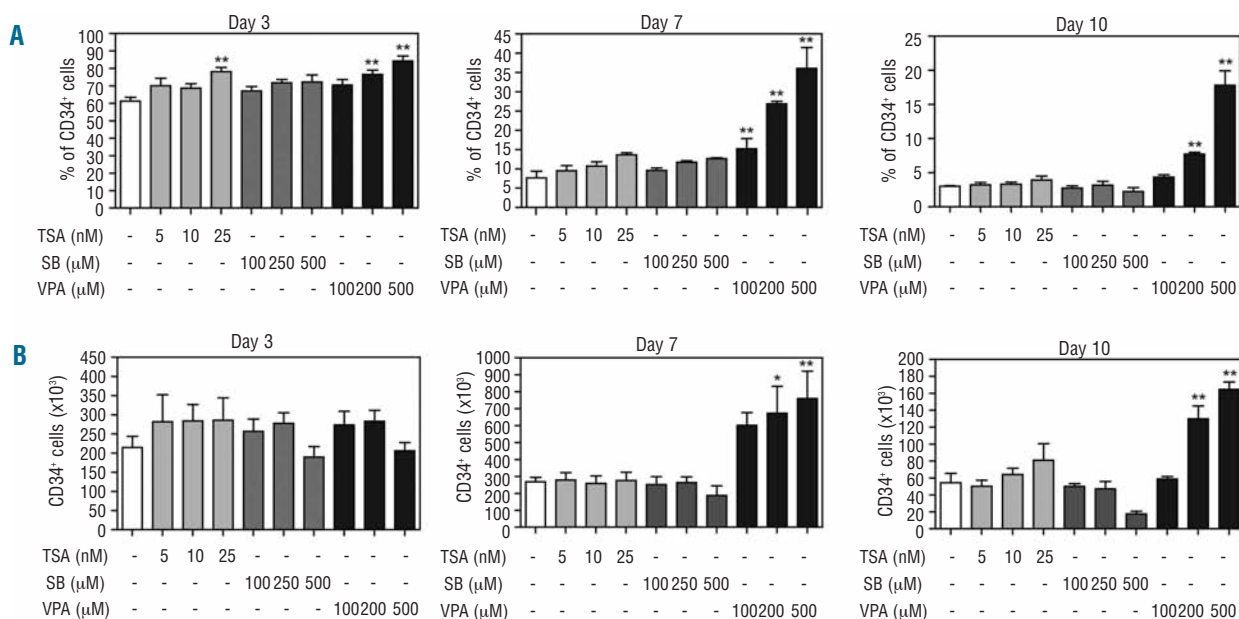 A
Day 3
% of CD34+ cells
100
90
80
70
60
50
40
30
20
10
0
** ** **
TSA (nM) - 5 10 25 - - - - - -
SB (μM) - - - - 100 250 500 - - -
VPA (μM) - - - - - - - 100 200 500
Day 7
% of CD34+ cells
45
40
35
30
25
20
15
10
5
0
** ** **
TSA (nM) - 5 10 25 - - - - - -
SB (μM) - - - - 100 250 500 - - -
VPA (μM) - - - - - - - 100 200 500
Day 10
% of CD34+ cells
25
20
15
10
5
0
** **
TSA (nM) - 5 10 25 - - - - - -
SB (μM) - - - - 100 250 500 - - -
VPA (μM) - - - - - - - 100 200 500
B
Day 3
CD34+ cells (x10³)
450
400
350
300
250
200
150
100
50
0
TSA (nM) - 5 10 25 - - - - - -
SB (μM) - - - - 100 250 500 - - -
VPA (μM) - - - - - - - 100 200 500
Day 7
CD34+ cells (x10³)
1000
900
800
700
600
500
400
300
200
100
0
* **
TSA (nM) - 5 10 25 - - - - - -
SB (μM) - - - - 100 250 500 - - -
VPA (μM) - - - - - - - 100 200 500
Day 10
CD34+ cells (x10³)
200
180
160
140
120
100
80
60
40
20
0
** **
TSA (nM) - 5 10 25 - - - - - -
SB (μM) - - - - 100 250 500 - - -
VPA (μM) - - - - - - - 100 200 500